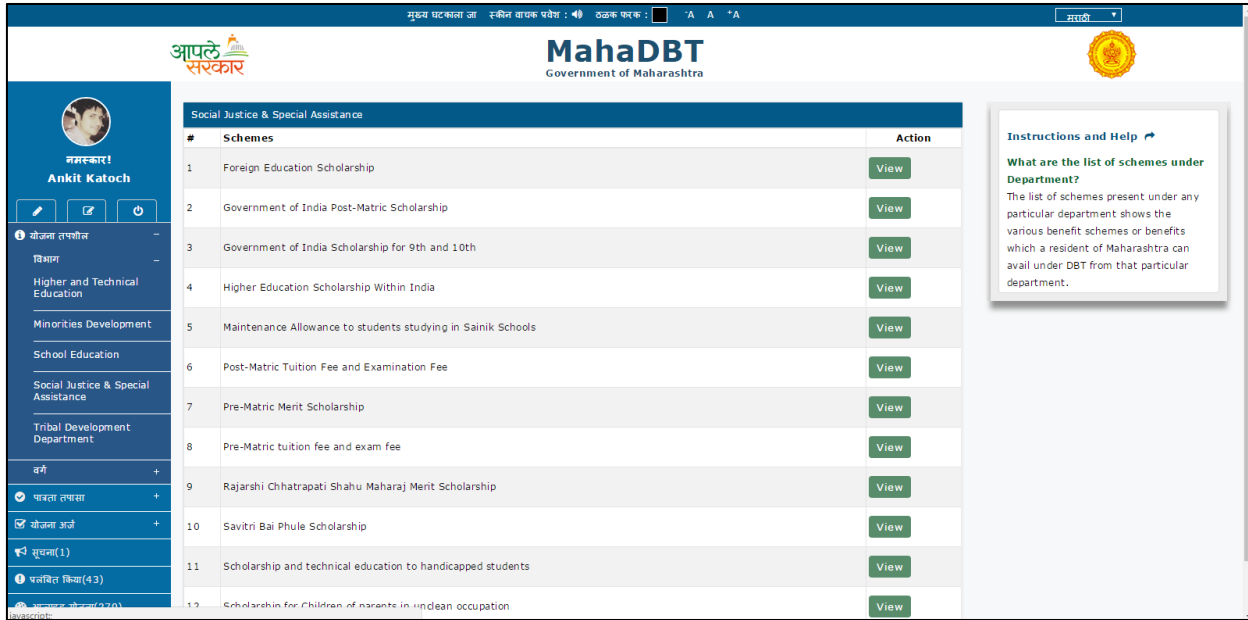 मुख्य घटकाला जा स्क्रीन वाचक प्रवेश : ठळक फरक : -A A +A मराठी
आपले सरकार
MahaDBT
Government of Maharashtra
नमस्कार!
Ankit Katoch
योजना तपशील –
विभाग –
Higher and Technical
Education
Minorities Development
School Education
Social Justice & Special
Assistance
Tribal Development
Department
वर्ग +
पात्रता तपासा +
योजना अर्ज +
सूचना(1)
प्रलंबित क्रिया(43)
javascript:;
Social Justice & Special Assistance
# Schemes Action
1 Foreign Education Scholarship View
2 Government of India Post-Matric Scholarship View
3 Government of India Scholarship for 9th and 10th View
4 Higher Education Scholarship Within India View
5 Maintenance Allowance to students studying in Sainik Schools View
6 Post-Matric Tuition Fee and Examination Fee View
7 Pre-Matric Merit Scholarship View
8 Pre-Matric tuition fee and exam fee View
9 Rajarshi Chhatrapati Shahu Maharaj Merit Scholarship View
10 Savitri Bai Phule Scholarship View
11 Scholarship and technical education to handicapped students View
12 Scholarship for Children of parents in unclean occupation View
Instructions and Help
What are the list of schemes under
Department?
The list of schemes present under any
particular department shows the
various benefit schemes or benefits
which a resident of Maharashtra can
avail under DBT from that particular
department.